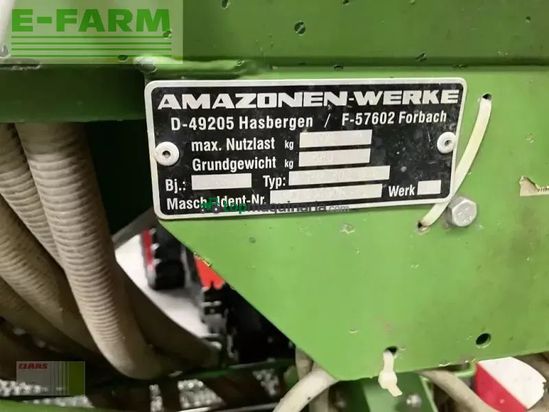 E-FARM
AMAZONEN-WERKE
D-49205 Hasbergen / F-57602 Forbach
max. Nutzlast kg
Grundgewicht kg
Bj.: Typ: Werk
Masch.-Ident-Nr.
CLAAS